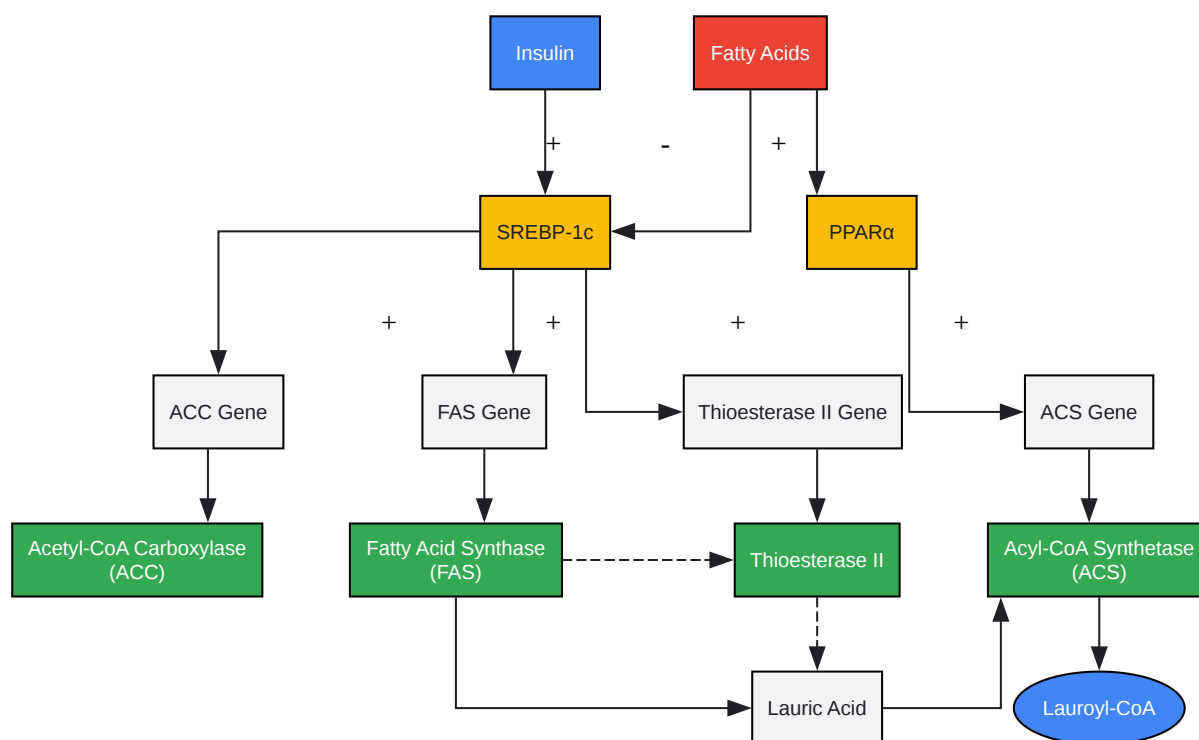 Insulin
Fatty Acids
+
-
+
SREBP-1c
PPARα
+
+
+
+
ACC Gene
FAS Gene
Thioesterase II Gene
ACS Gene
Acetyl-CoA Carboxylase
(ACC)
Fatty Acid Synthase
(FAS)
Thioesterase II
Acyl-CoA Synthetase
(ACS)
Lauric Acid
Lauroyl-CoA